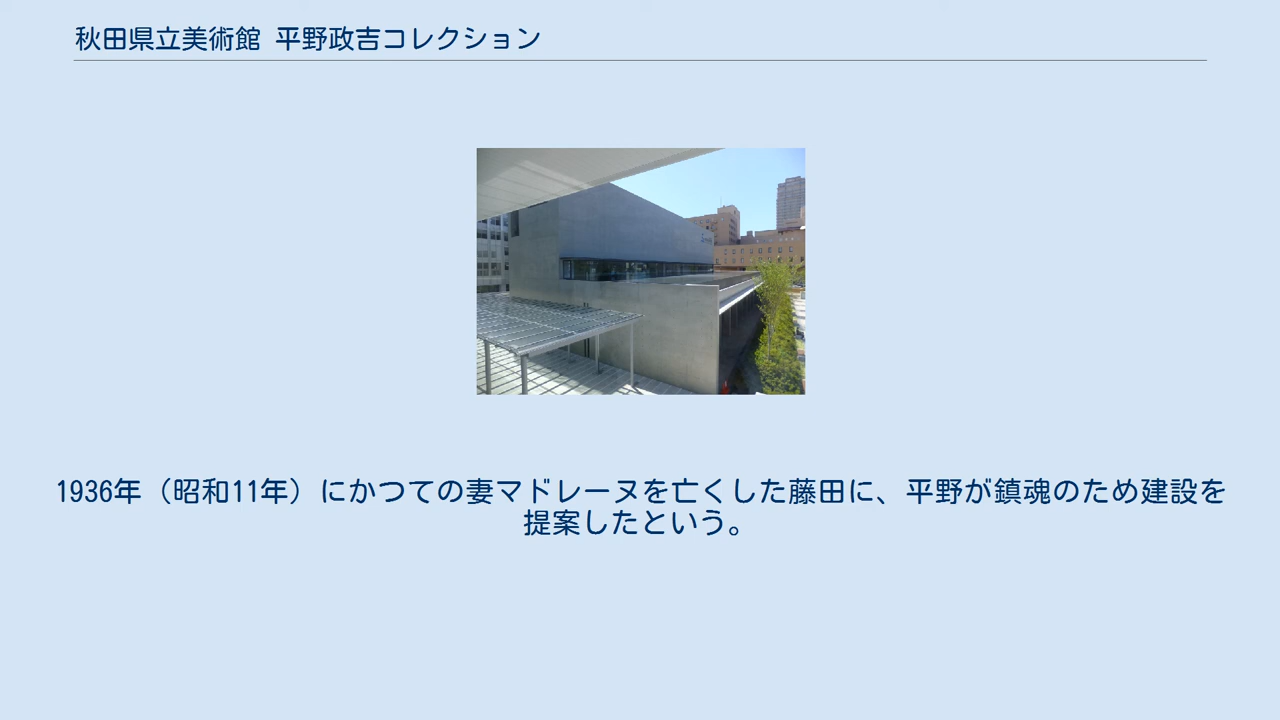 秋田県立美術館 平野政吉コレクション
1936年（昭和11年）にかつての妻マドレーヌを亡くした藤田に、平野が鎮魂のため建設を
提案したという。